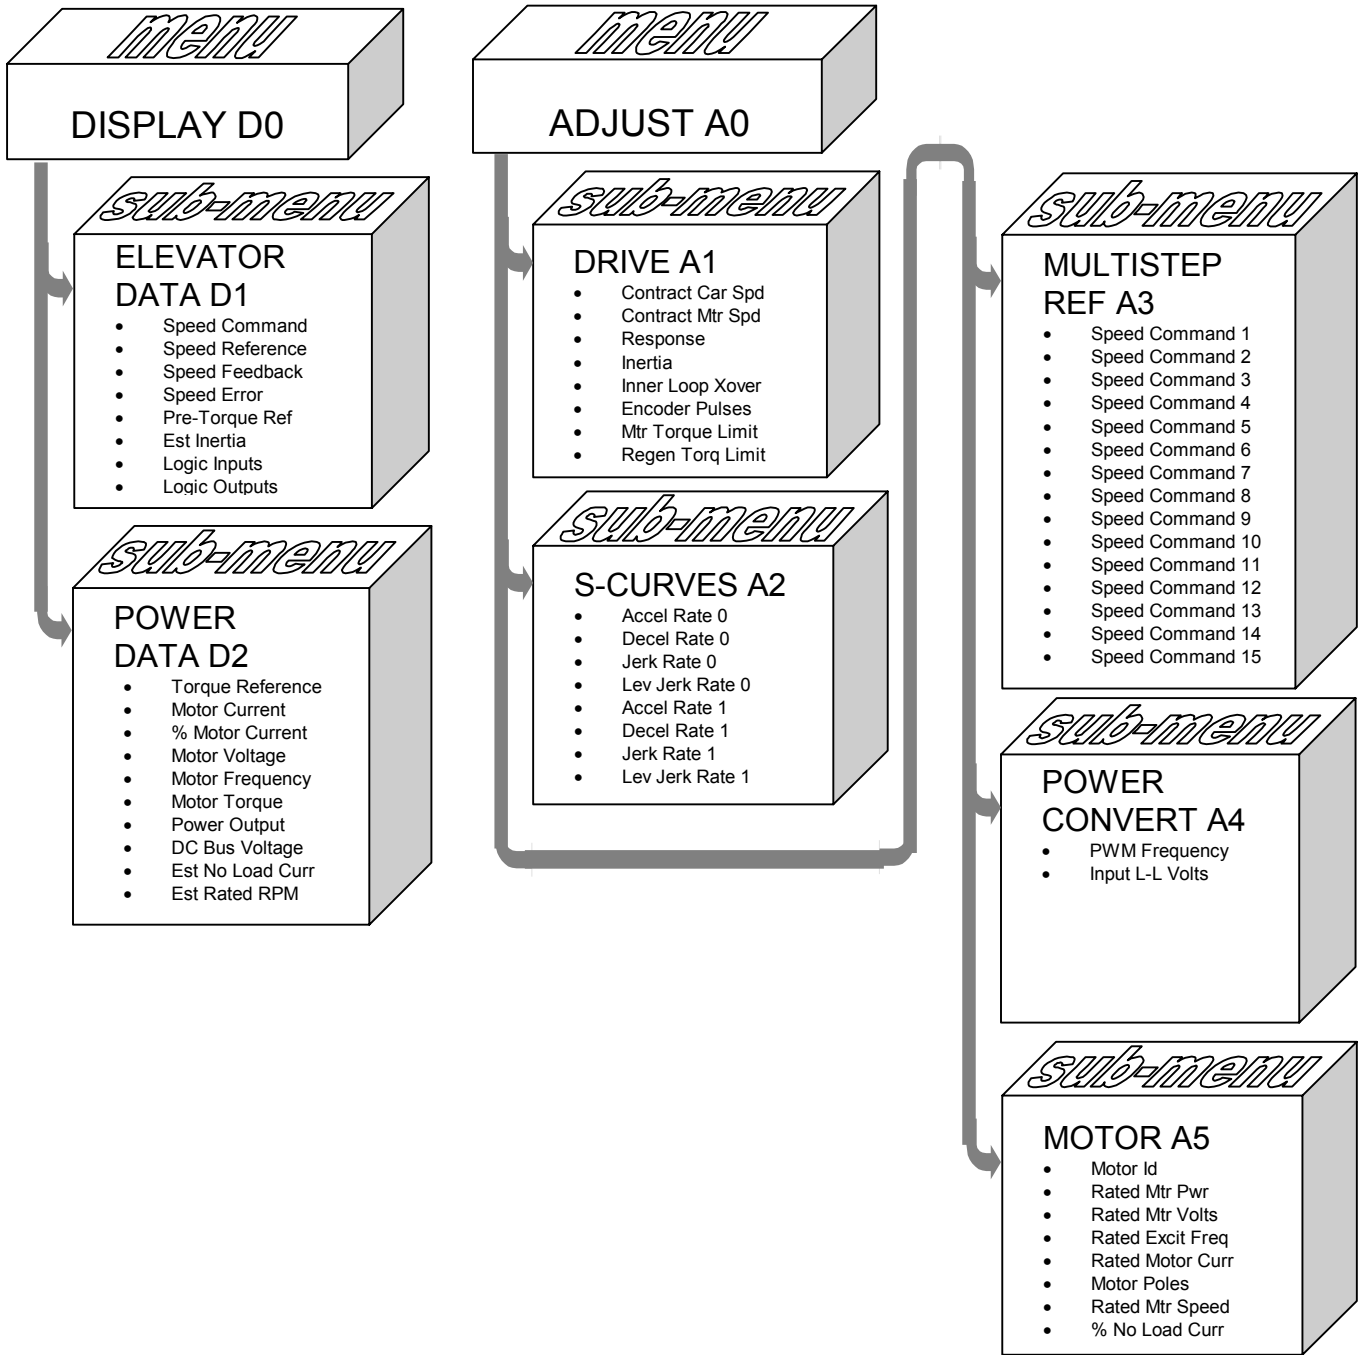 menu
DISPLAY D0
sub-menu
ELEVATOR
DATA D1
• Speed Command
• Speed Reference
• Speed Feedback
• Speed Error
• Pre-Torque Ref
• Est Inertia
• Logic Inputs
• Logic Outputs
sub-menu
POWER
DATA D2
• Torque Reference
• Motor Current
• % Motor Current
• Motor Voltage
• Motor Frequency
• Motor Torque
• Power Output
• DC Bus Voltage
• Est No Load Curr
• Est Rated RPM
menu
ADJUST A0
sub-menu
DRIVE A1
• Contract Car Spd
• Contract Mtr Spd
• Response
• Inertia
• Inner Loop Xover
• Encoder Pulses
• Mtr Torque Limit
• Regen Torq Limit
sub-menu
S-CURVES A2
• Accel Rate 0
• Decel Rate 0
• Jerk Rate 0
• Lev Jerk Rate 0
• Accel Rate 1
• Decel Rate 1
• Jerk Rate 1
• Lev Jerk Rate 1
sub-menu
MULTISTEP
REF A3
• Speed Command 1
• Speed Command 2
• Speed Command 3
• Speed Command 4
• Speed Command 5
• Speed Command 6
• Speed Command 7
• Speed Command 8
• Speed Command 9
• Speed Command 10
• Speed Command 11
• Speed Command 12
• Speed Command 13
• Speed Command 14
• Speed Command 15
sub-menu
POWER
CONVERT A4
• PWM Frequency
• Input L-L Volts
sub-menu
MOTOR A5
• Motor Id
• Rated Mtr Pwr
• Rated Mtr Volts
• Rated Excit Freq
• Rated Motor Curr
• Motor Poles
• Rated Mtr Speed
• % No Load Curr